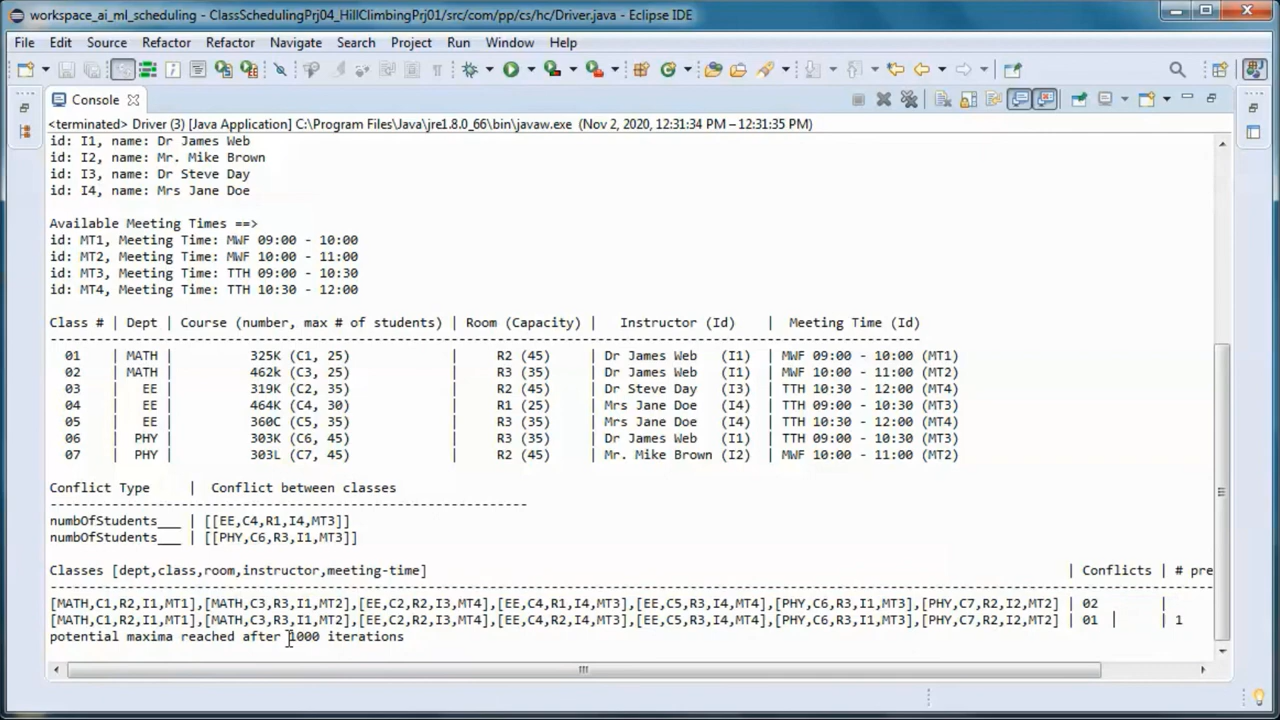 workspace_ai_ml_scheduling - ClassSchedulingPrj04_HillClimbingPrj01/src/com/pp/cs/hc/Driver.java - Eclipse IDE
File Edit Source Refactor Refactor Navigate Search Project Run Window Help
Console
<terminated> Driver (3) [Java Application] C:\Program Files\Java\jre1.8.0_66\bin\javaw.exe (Nov 2, 2020, 12:31:34 PM – 12:31:35 PM)
id: I1, name: Dr James Web
id: I2, name: Mr. Mike Brown
id: I3, name: Dr Steve Day
id: I4, name: Mrs Jane Doe
Available Meeting Times ==>
id: MT1, Meeting Time: MWF 09:00 - 10:00
id: MT2, Meeting Time: MWF 10:00 - 11:00
id: MT3, Meeting Time: TTH 09:00 - 10:30
id: MT4, Meeting Time: TTH 10:30 - 12:00
Class # | Dept | Course (number, max # of students) | Room (Capacity) | Instructor (Id) | Meeting Time (Id)
01 | MATH | 325K (C1, 25) | R2 (45) | Dr James Web (I1) | MWF 09:00 - 10:00 (MT1)
02 | MATH | 462k (C3, 25) | R3 (35) | Dr James Web (I1) | MWF 10:00 - 11:00 (MT2)
03 | EE | 319K (C2, 35) | R2 (45) | Dr Steve Day (I3) | TTH 10:30 - 12:00 (MT4)
04 | EE | 464K (C4, 30) | R1 (25) | Mrs Jane Doe (I4) | TTH 09:00 - 10:30 (MT3)
05 | EE | 360C (C5, 35) | R3 (35) | Mrs Jane Doe (I4) | TTH 10:30 - 12:00 (MT4)
06 | PHY | 303K (C6, 45) | R3 (35) | Dr James Web (I1) | TTH 09:00 - 10:30 (MT3)
07 | PHY | 303L (C7, 45) | R2 (45) | Mr. Mike Brown (I2) | MWF 10:00 - 11:00 (MT2)
Conflict Type | Conflict between classes
numbOfStudents___ | [[EE,C4,R1,I4,MT3]]
numbOfStudents___ | [[PHY,C6,R3,I1,MT3]]
Classes [dept,class,room,instructor,meeting-time] | Conflicts | # pre
[MATH,C1,R2,I1,MT1],[MATH,C3,R3,I1,MT2],[EE,C2,R2,I3,MT4],[EE,C4,R1,I4,MT3],[EE,C5,R3,I4,MT4],[PHY,C6,R3,I1,MT3],[PHY,C7,R2,I2,MT2] | 02 |
[MATH,C1,R2,I1,MT1],[MATH,C3,R3,I1,MT2],[EE,C2,R2,I3,MT4],[EE,C4,R2,I4,MT3],[EE,C5,R3,I4,MT4],[PHY,C6,R3,I1,MT3],[PHY,C7,R2,I2,MT2] | 01 | | 1
potential maxima reached after 1000 iterations